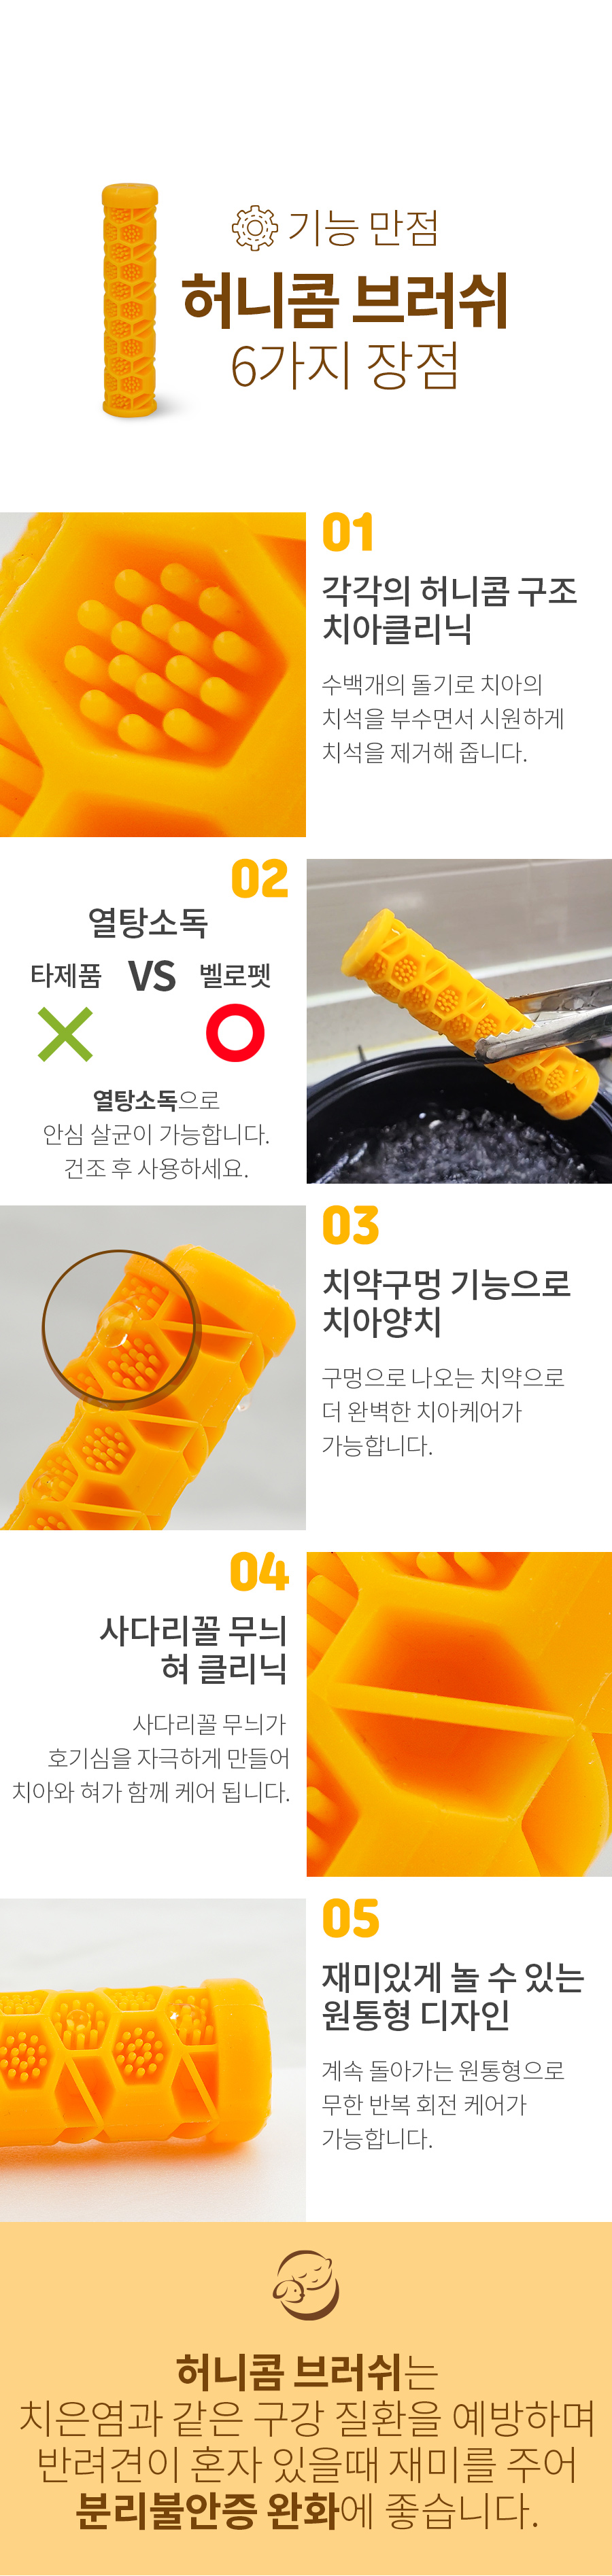 기능 만점
허니콤 브러쉬
6가지 장점
01
각각의 허니콤 구조
치아클리닉
수백개의 돌기로 치아의
치석을 부수면서 시원하게
치석을 제거해 줍니다.
02
열탕소독
타제품 VS 벨로펫
열탕소독으로
안심 살균이 가능합니다.
건조 후 사용하세요.
03
치약구멍 기능으로
치아양치
구멍으로 나오는 치약으로
더 완벽한 치아케어가
가능합니다.
04
사다리꼴 무늬
혀 클리닉
사다리꼴 무늬가
호기심을 자극하게 만들어
치아와 혀가 함께 케어 됩니다.
05
재미있게 놀 수 있는
원통형 디자인
계속 돌아가는 원통형으로
무한 반복 회전 케어가
가능합니다.
허니콤 브러쉬는
치은염과 같은 구강 질환을 예방하며
반려견이 혼자 있을때 재미를 주어
분리불안증 완화에 좋습니다.